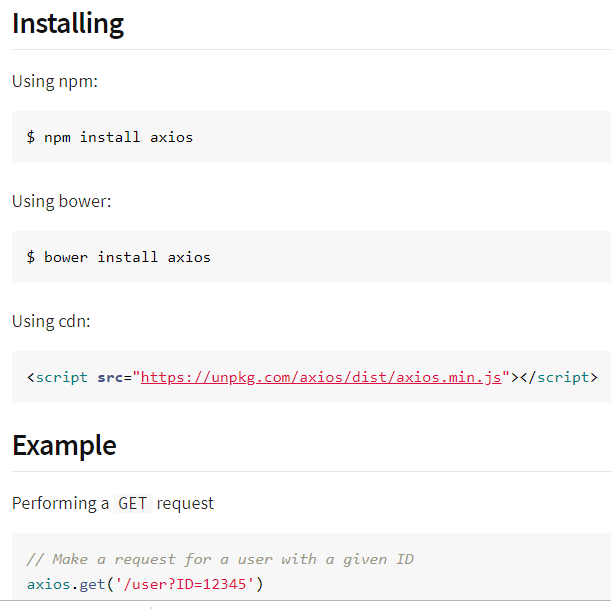 Installing
Using npm:
$ npm install axios
Using bower:
$ bower install axios
Using cdn:
<script src="https://unpkg.com/axios/dist/axios.min.js"></script>
Example
Performing a GET request
// Make a request for a user with a given ID
axios.get('/user?ID=12345')